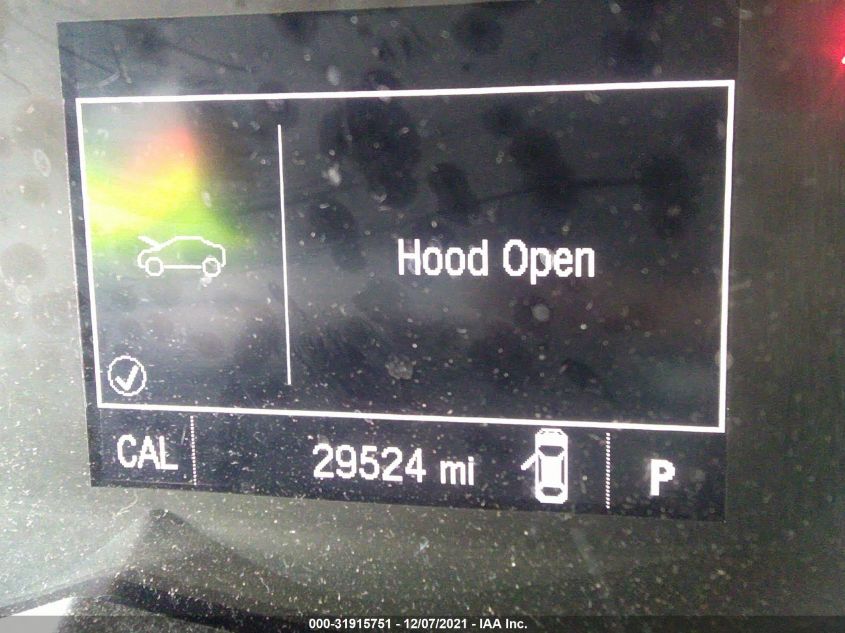 Hood Open
CAL 29524 mi P
000-31915751 - 12/07/2021 - IAA Inc.